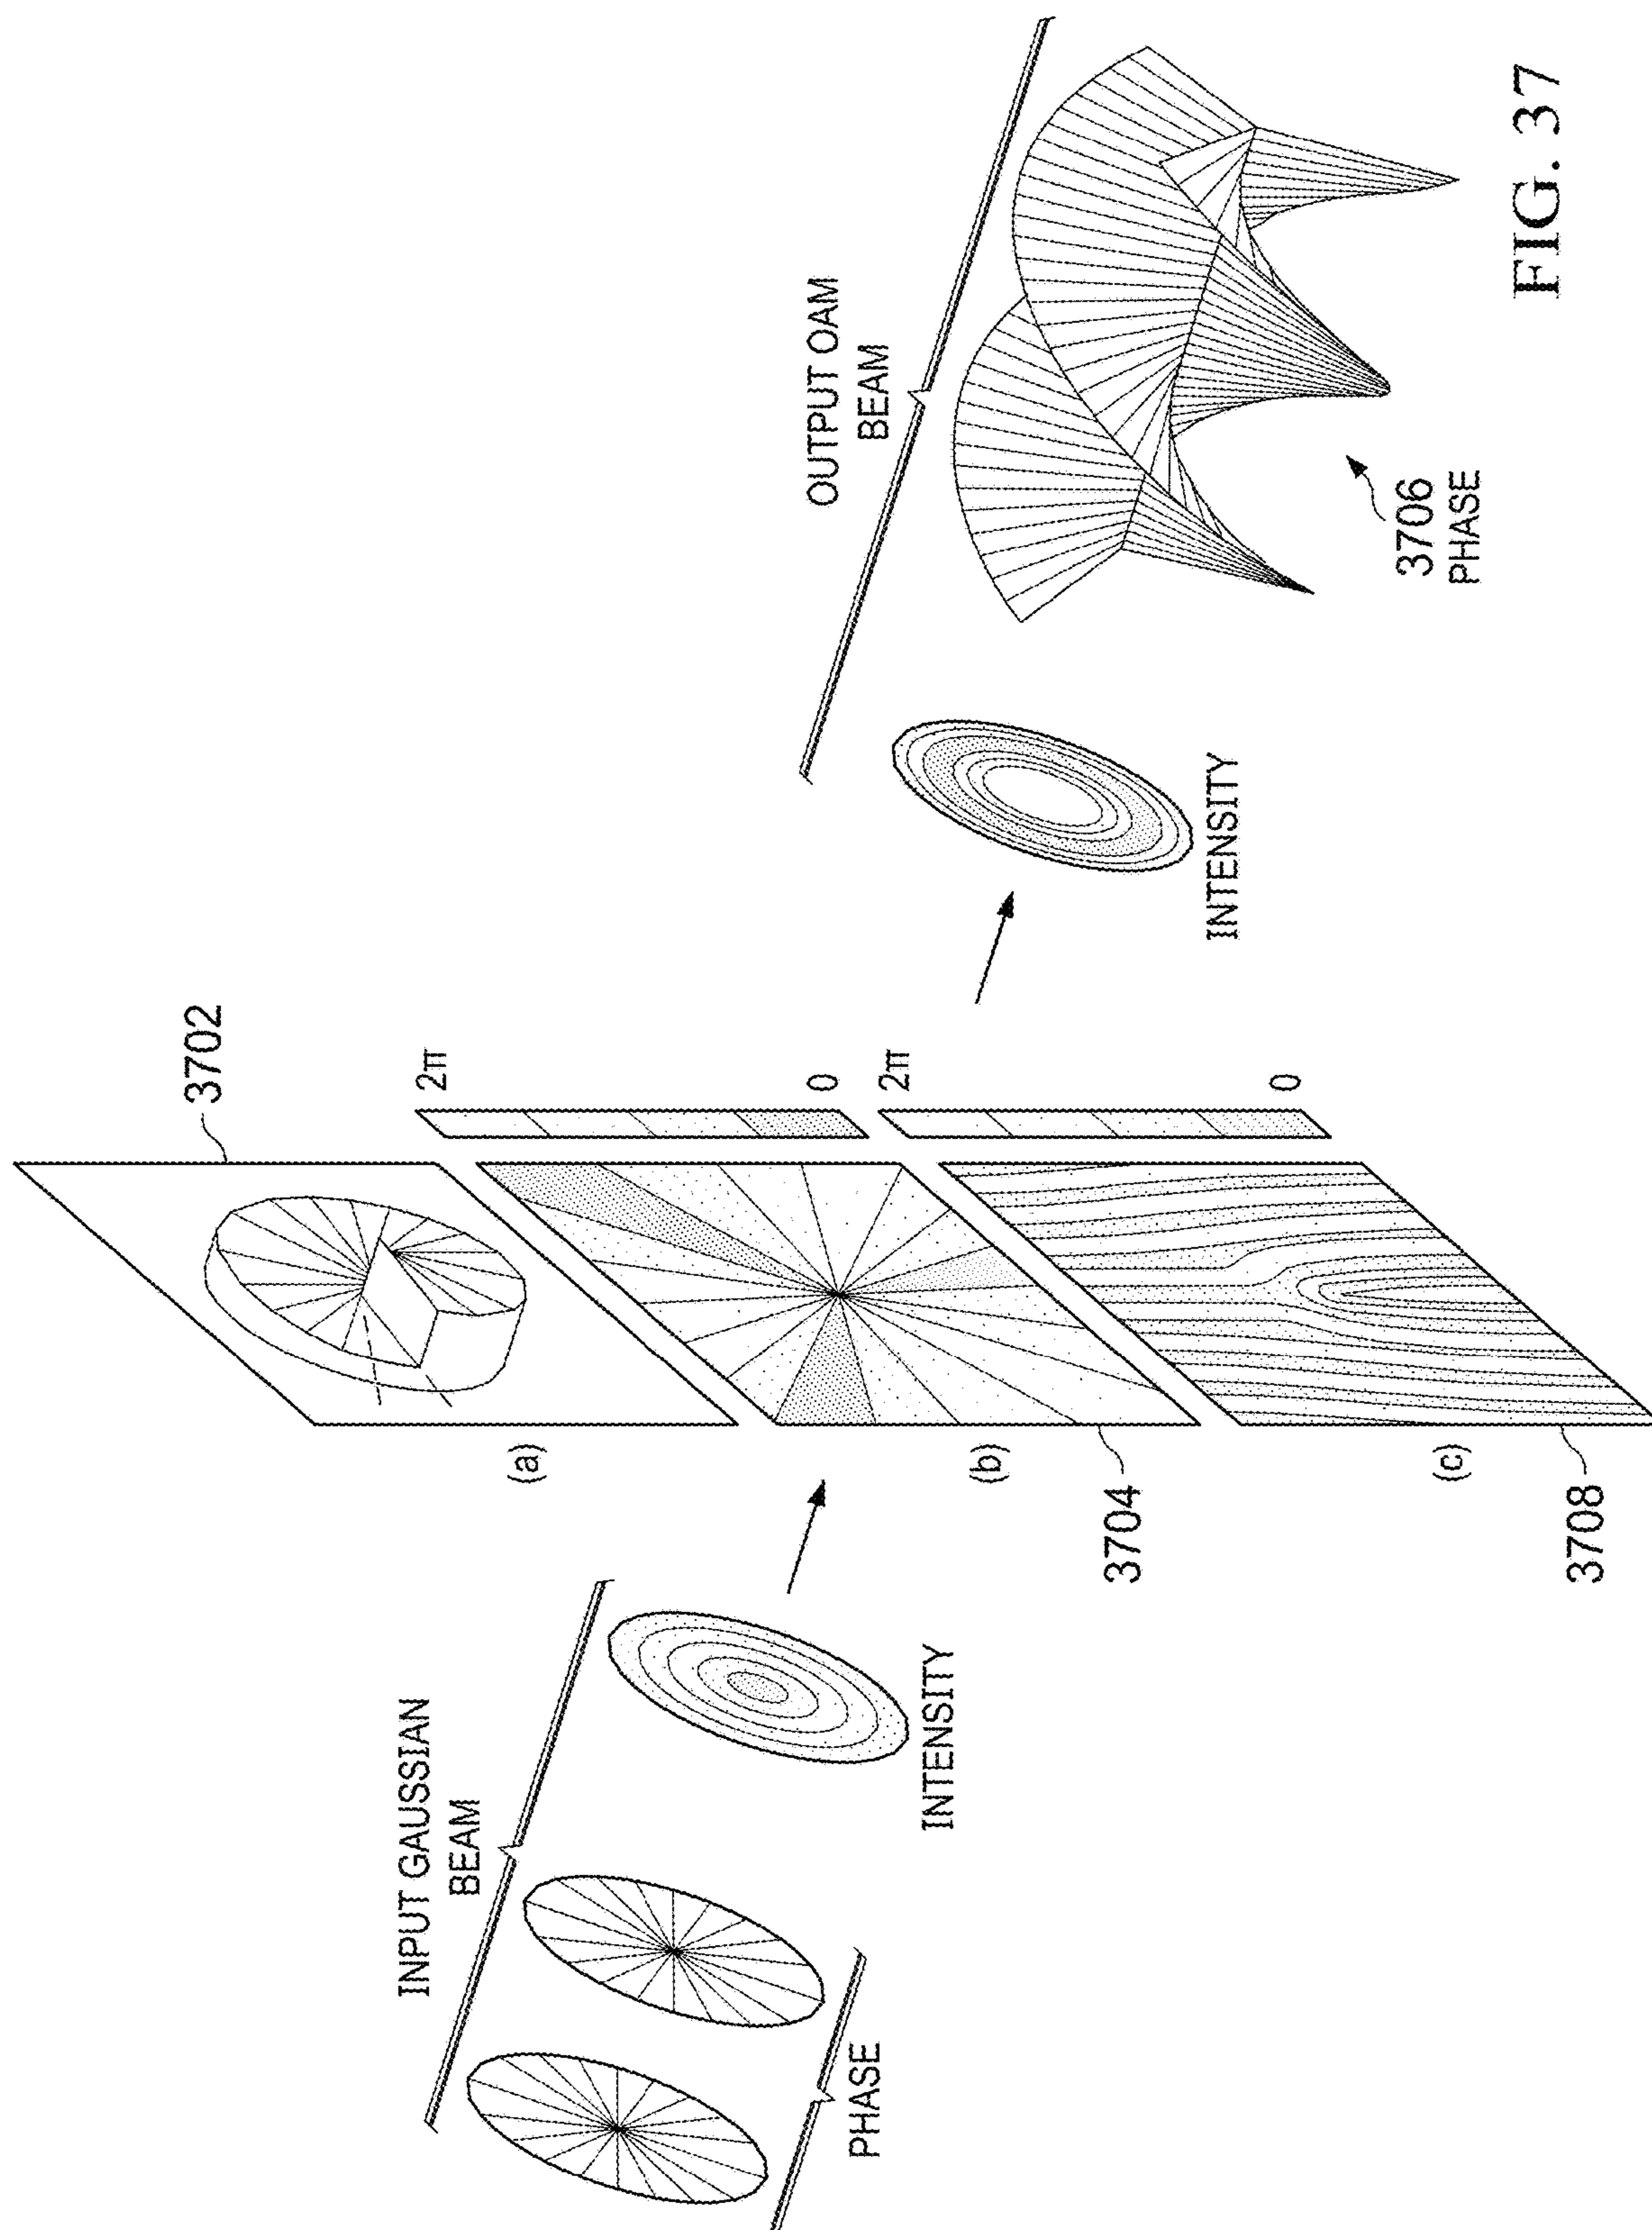 INPUT GAUSSIAN
BEAM
PHASE
INTENSITY
(a)
3702
2π
0
(b)
3704
2π
0
(c)
3708
OUTPUT OAM
BEAM
INTENSITY
3706
PHASE
FIG. 37